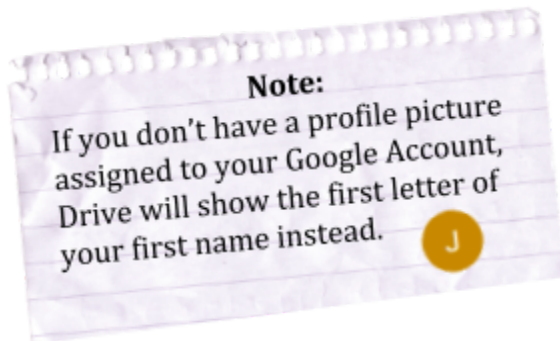 Note:
If you don’t have a profile picture
assigned to your Google Account,
Drive will show the first letter of
your first name instead.
J